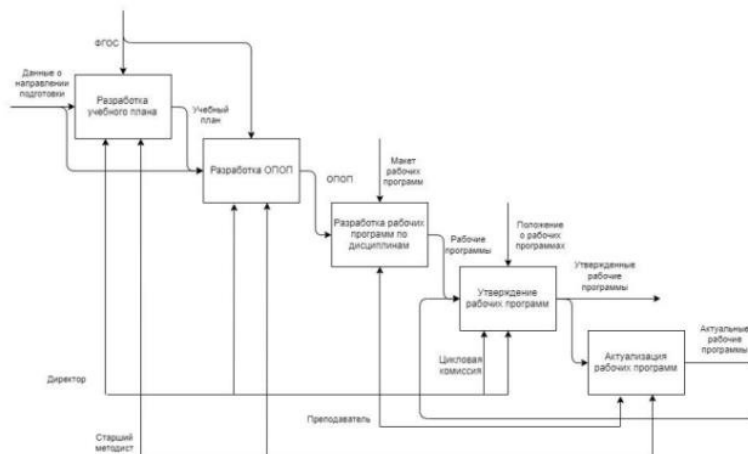 ФГОС
Данные о
направлении
подготовки
Разработка
учебного плана
Учебный
план
Разработка ОПОП
ОПОП
Макет
рабочих
программ
Разработка рабочих
программ по
дисциплинам
Рабочие
программы
Положение
о рабочих
программах
Утверждение
рабочих программ
Утвержденные
рабочие
программы
Актуализация
рабочих программ
Актуальные
рабочие
программы
Цикловая
комиссия
Директор
Преподаватель
Старший
методист